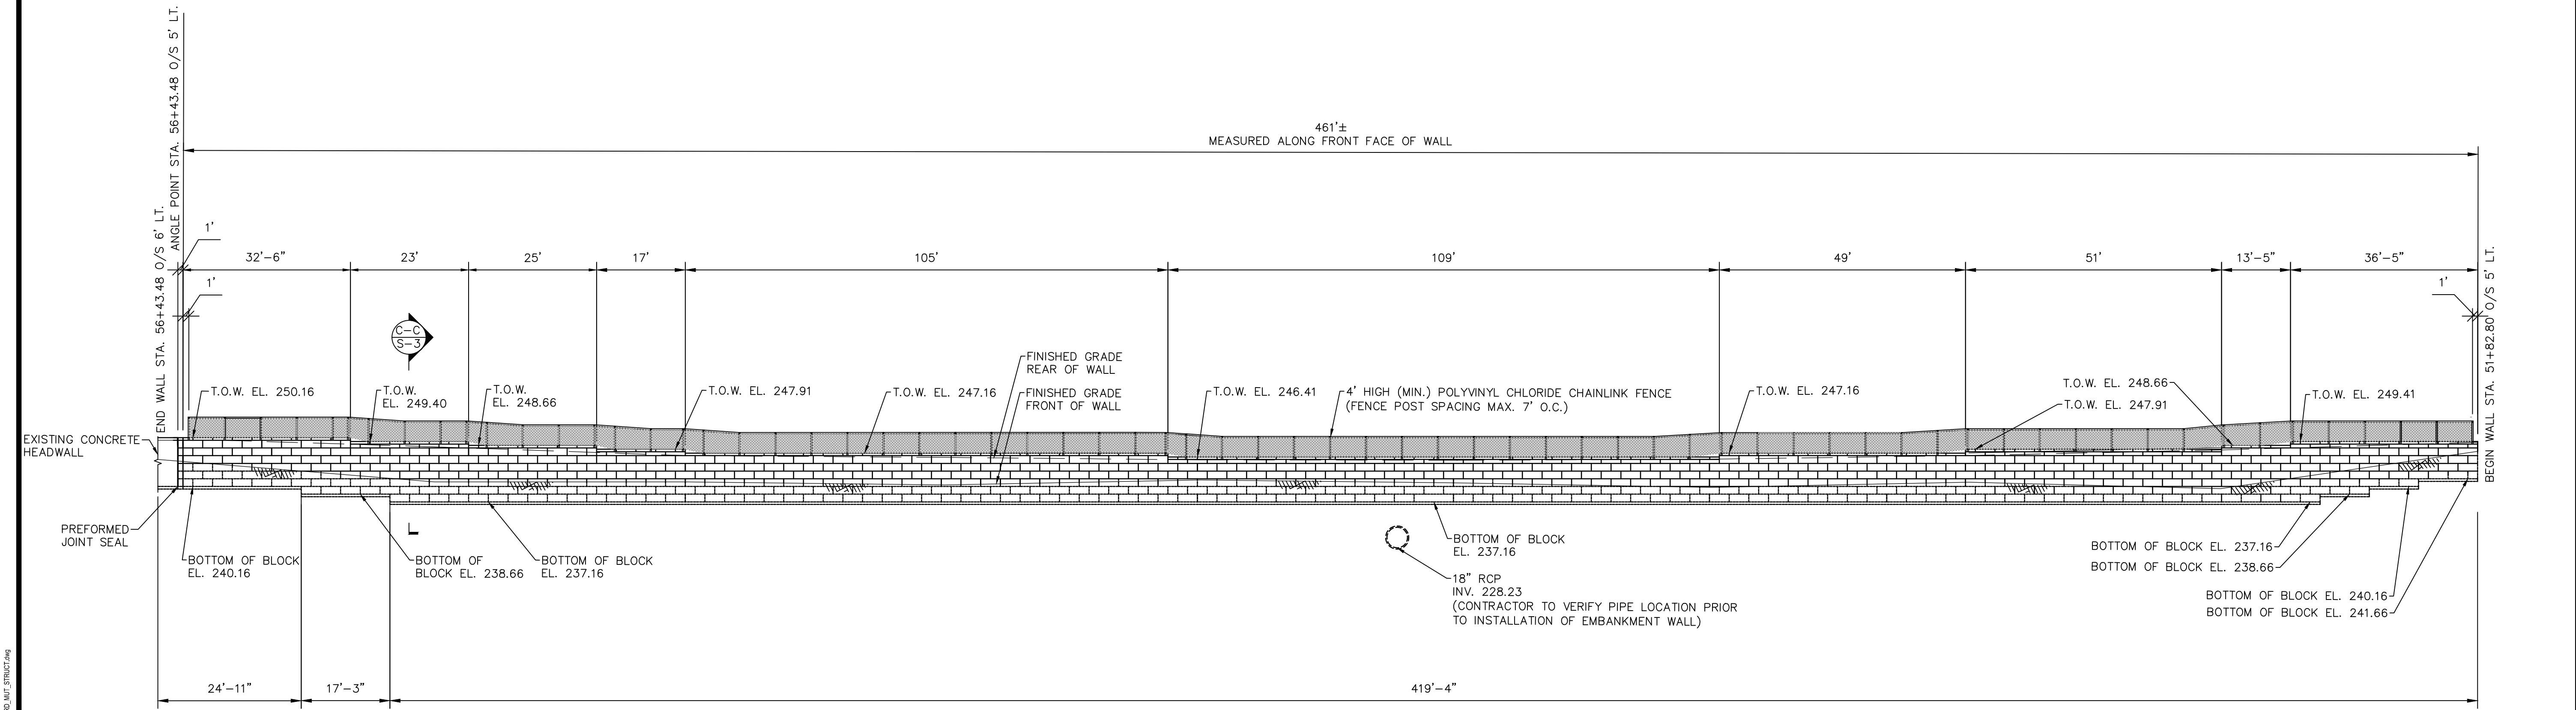 END WALL STA. 56+43.48 O/S 6' LT.
ANGLE POINT STA. 56+43.48 O/S 5' LT.
461'±
MEASURED ALONG FRONT FACE OF WALL
1'
32'-6"
23'
25'
17'
105'
109'
49'
51'
13'-5"
36'-5"
1'
1'
BEGIN WALL STA. 51+82.80 O/S 5' LT.
C-C
S-3
FINISHED GRADE
REAR OF WALL
FINISHED GRADE
FRONT OF WALL
T.O.W. EL. 250.16
T.O.W.
EL. 249.40
T.O.W.
EL. 248.66
T.O.W. EL. 247.91
T.O.W. EL. 247.16
T.O.W. EL. 246.41
4' HIGH (MIN.) POLYVINYL CHLORIDE CHAINLINK FENCE
(FENCE POST SPACING MAX. 7' O.C.)
T.O.W. EL. 247.16
T.O.W. EL. 248.66
T.O.W. EL. 247.91
T.O.W. EL. 249.41
EXISTING CONCRETE
HEADWALL
PREFORMED
JOINT SEAL
BOTTOM OF BLOCK
EL. 240.16
BOTTOM OF
BLOCK EL. 238.66
BOTTOM OF BLOCK
EL. 237.16
BOTTOM OF BLOCK
EL. 237.16
18" RCP
INV. 228.23
(CONTRACTOR TO VERIFY PIPE LOCATION PRIOR
TO INSTALLATION OF EMBANKMENT WALL)
BOTTOM OF BLOCK EL. 237.16
BOTTOM OF BLOCK EL. 238.66
BOTTOM OF BLOCK EL. 240.16
BOTTOM OF BLOCK EL. 241.66
24'-11"
17'-3"
419'-4"
RD_MUT_STRUCT.dwg